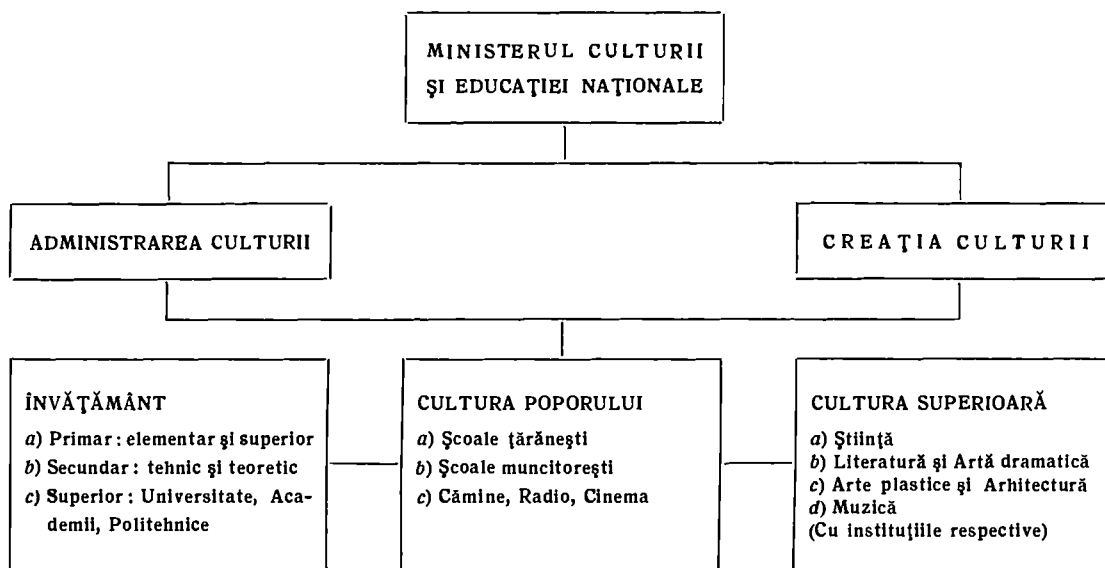 MINISTERUL CULTURII
ŞI EDUCAŢIEI NAŢIONALE
ADMINISTRAREA CULTURII
CREAŢIA CULTURII
ÎNVĂŢĂMÂNT
a) Primar : elementar şi superior
b) Secundar : tehnic şi teoretic
c) Superior : Universitate, Aca-
demii, Politehnice
CULTURA POPORULUI
a) Şcoale ţărăneşti
b) Şcoale muncitoreşti
c) Cămine, Radio, Cinema
CULTURA SUPERIOARĂ
a) Ştiinţă
b) Literatură şi Artă dramatică
c) Arte plastice şi Arhitectură
d) Muzică
(Cu instituţiile respective)